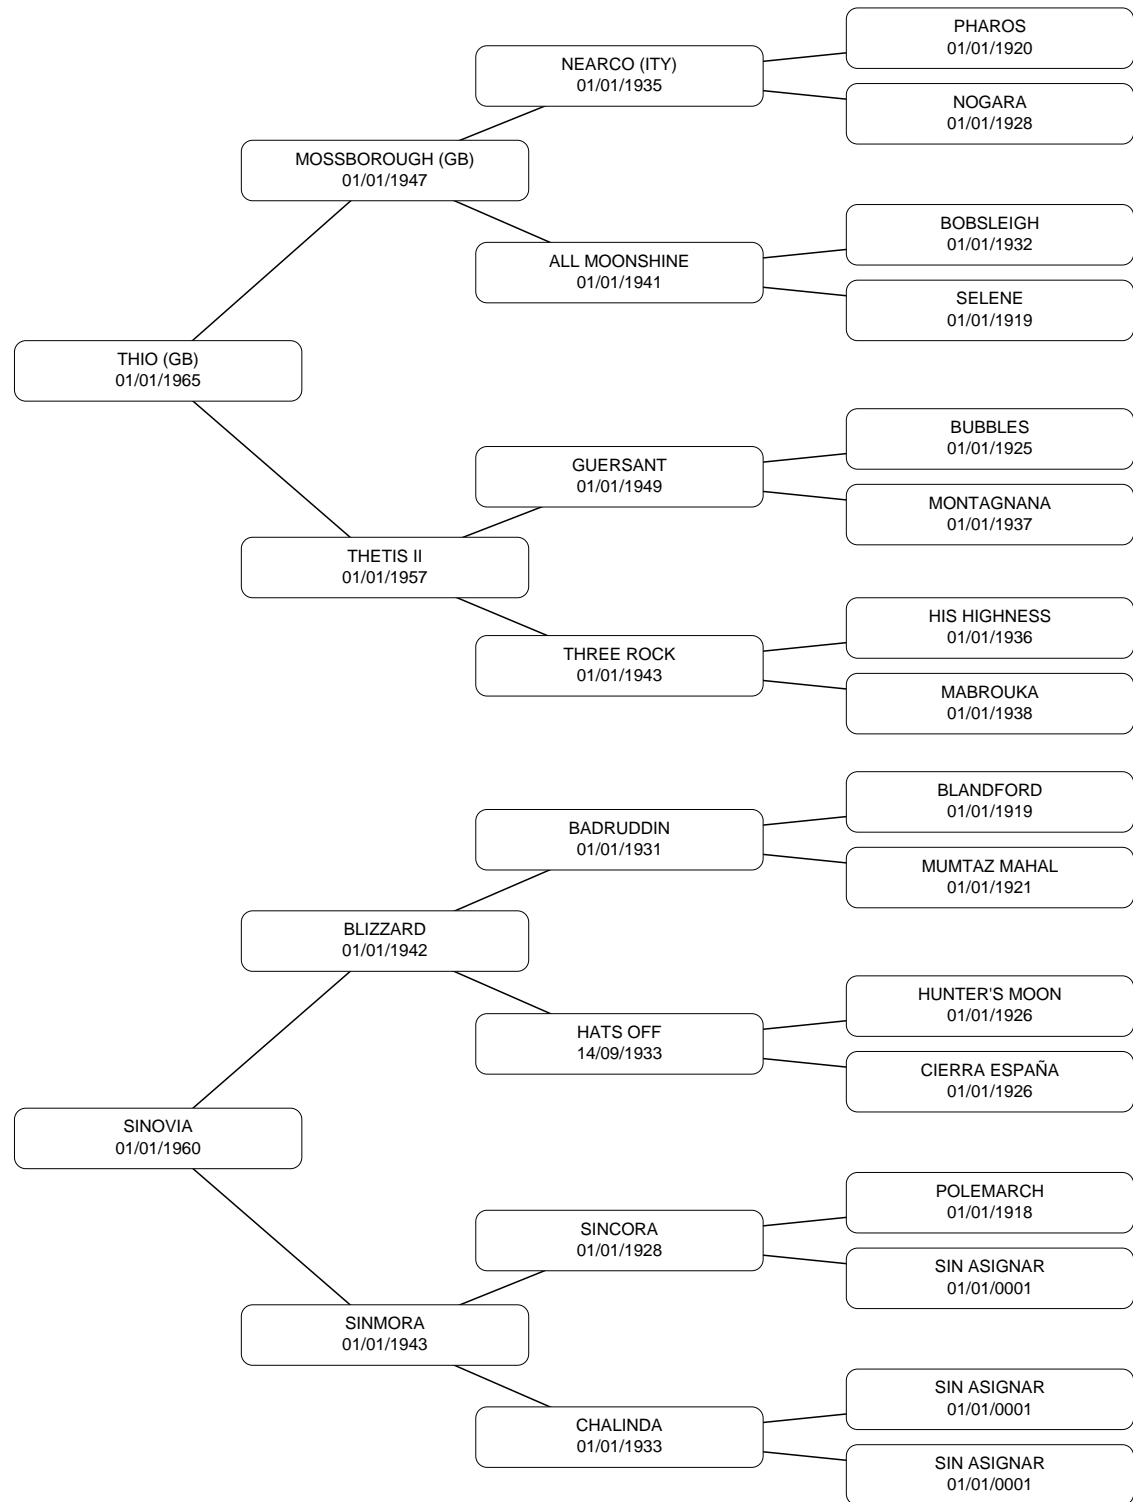 PHAROS
01/01/1920
NEARCO (ITY)
01/01/1935
NOGARA
01/01/1928
MOSSBOROUGH (GB)
01/01/1947
BOBSLEIGH
01/01/1932
ALL MOONSHINE
01/01/1941
SELENE
01/01/1919
THIO (GB)
01/01/1965
BUBBLES
01/01/1925
GUERSANT
01/01/1949
MONTAGNANA
01/01/1937
THETIS II
01/01/1957
HIS HIGHNESS
01/01/1936
THREE ROCK
01/01/1943
MABROUKA
01/01/1938
BLANDFORD
01/01/1919
BADRUDDIN
01/01/1931
MUMTAZ MAHAL
01/01/1921
BLIZZARD
01/01/1942
HUNTER'S MOON
01/01/1926
HATS OFF
14/09/1933
CIERRA ESPAÑA
01/01/1926
SINOVIA
01/01/1960
POLEMARCH
01/01/1918
SINCORA
01/01/1928
SIN ASIGNAR
01/01/0001
SINMORA
01/01/1943
SIN ASIGNAR
01/01/0001
CHALINDA
01/01/1933
SIN ASIGNAR
01/01/0001